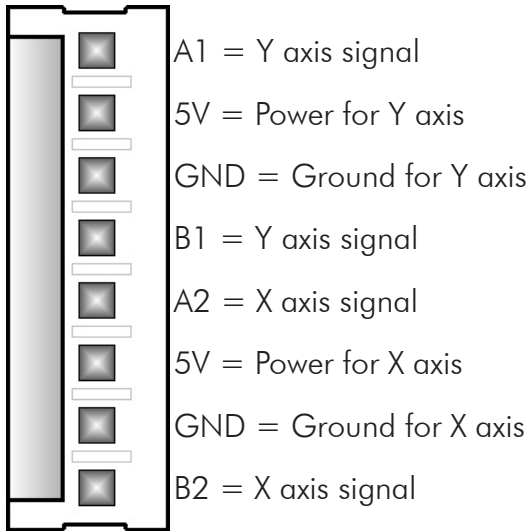 A1 = Y axis signal
5V = Power for Y axis
GND = Ground for Y axis
B1 = Y axis signal
A2 = X axis signal
5V = Power for X axis
GND = Ground for X axis
B2 = X axis signal